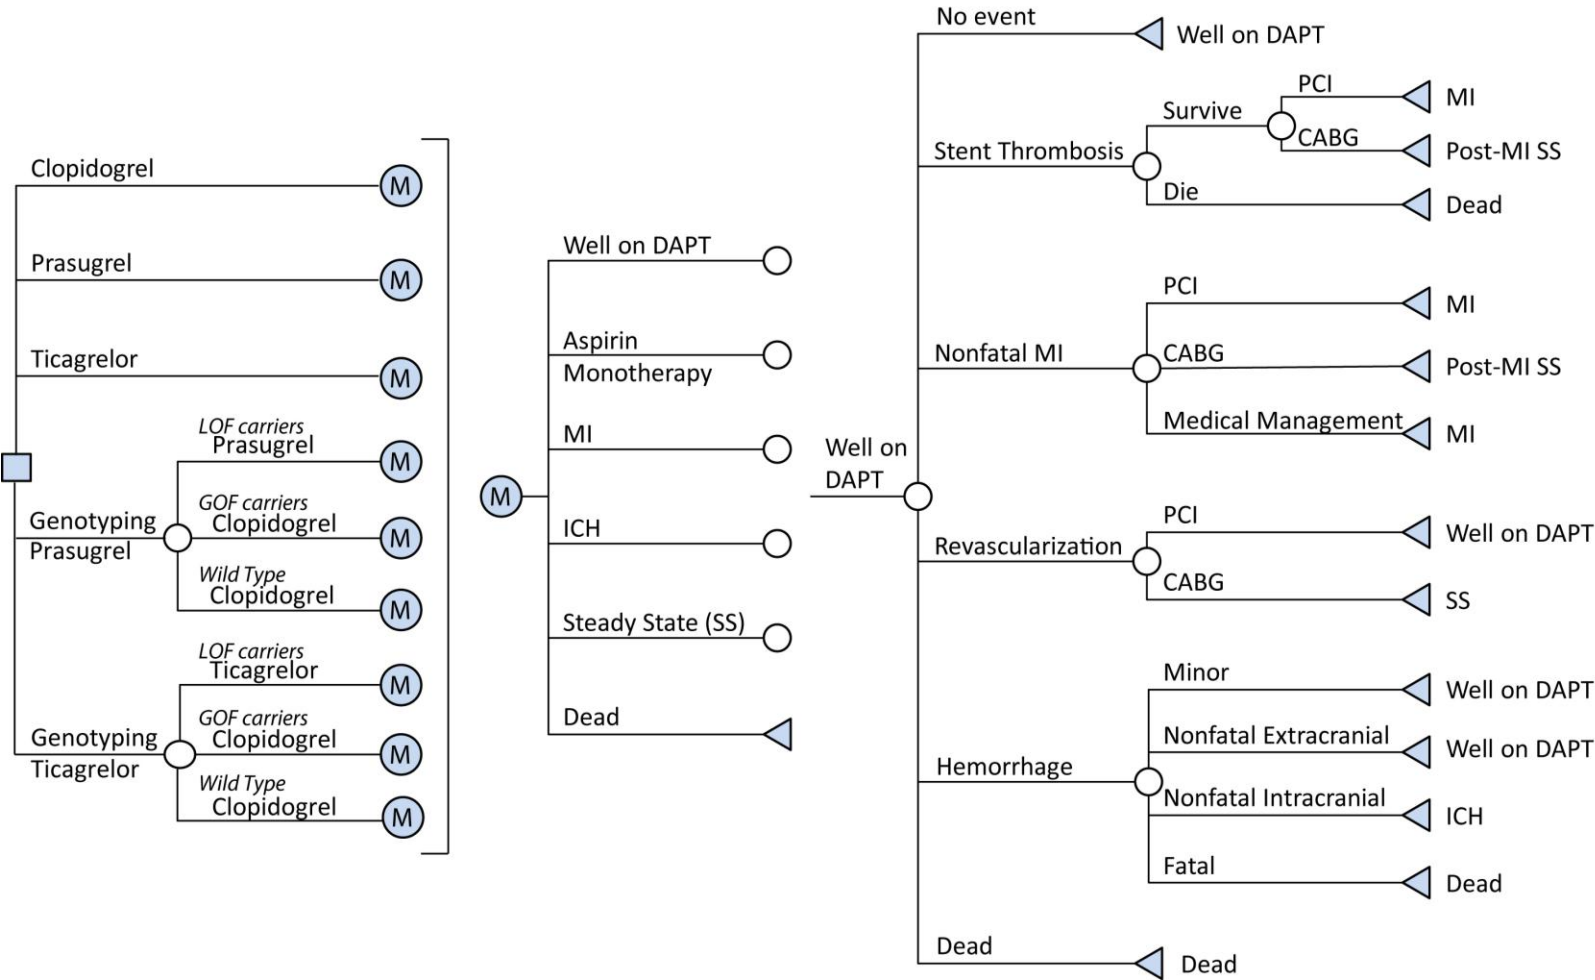 Clopidogrel
M
Prasugrel
M
Ticagrelor
M
LOF carriers
Prasugrel
M
GOF carriers
Genotyping
Clopidogrel
M
Prasugrel
Wild Type
Clopidogrel
M
LOF carriers
Ticagrelor
M
GOF carriers
Genotyping
Clopidogrel
M
Ticagrelor
Wild Type
Clopidogrel
M
M
Well on DAPT
Aspirin
Monotherapy
MI
ICH
Steady State (SS)
Dead
Well on
DAPT
No event
Well on DAPT
Stent Thrombosis
Survive
PCI
MI
CABG
Post-MI SS
Die
Dead
Nonfatal MI
PCI
MI
CABG
Post-MI SS
Medical Management
MI
Revascularization
PCI
Well on DAPT
CABG
SS
Hemorrhage
Minor
Well on DAPT
Nonfatal Extracranial
Well on DAPT
Nonfatal Intracranial
ICH
Fatal
Dead
Dead
Dead